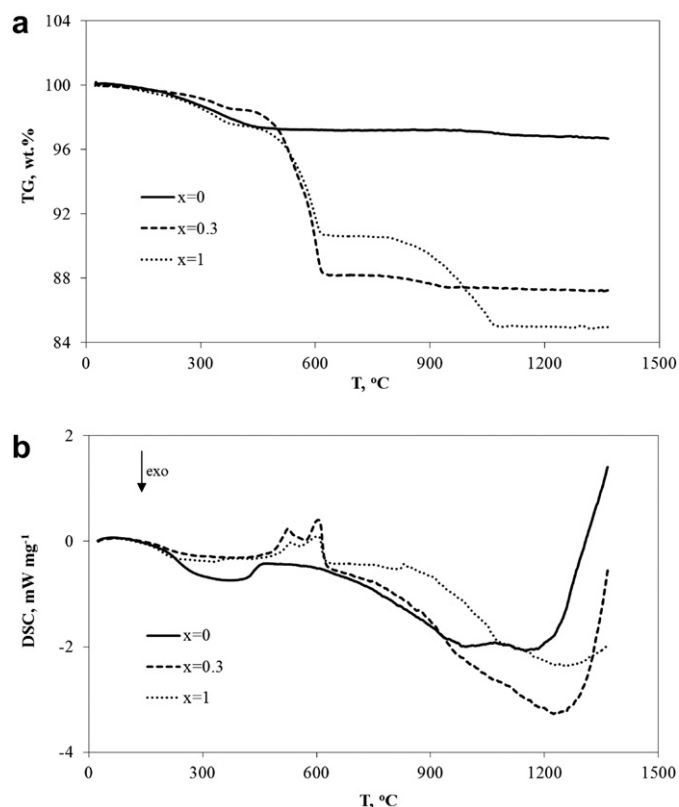 a
104
100
96
92
88
84
TG, wt.%
x=0
x=0.3
x=1
0 300 600 900 1200 1500
T, °C
b
2
0
-2
-4
DSC, mW mg-1
exo
x=0
x=0.3
x=1
0 300 600 900 1200 1500
T, °C